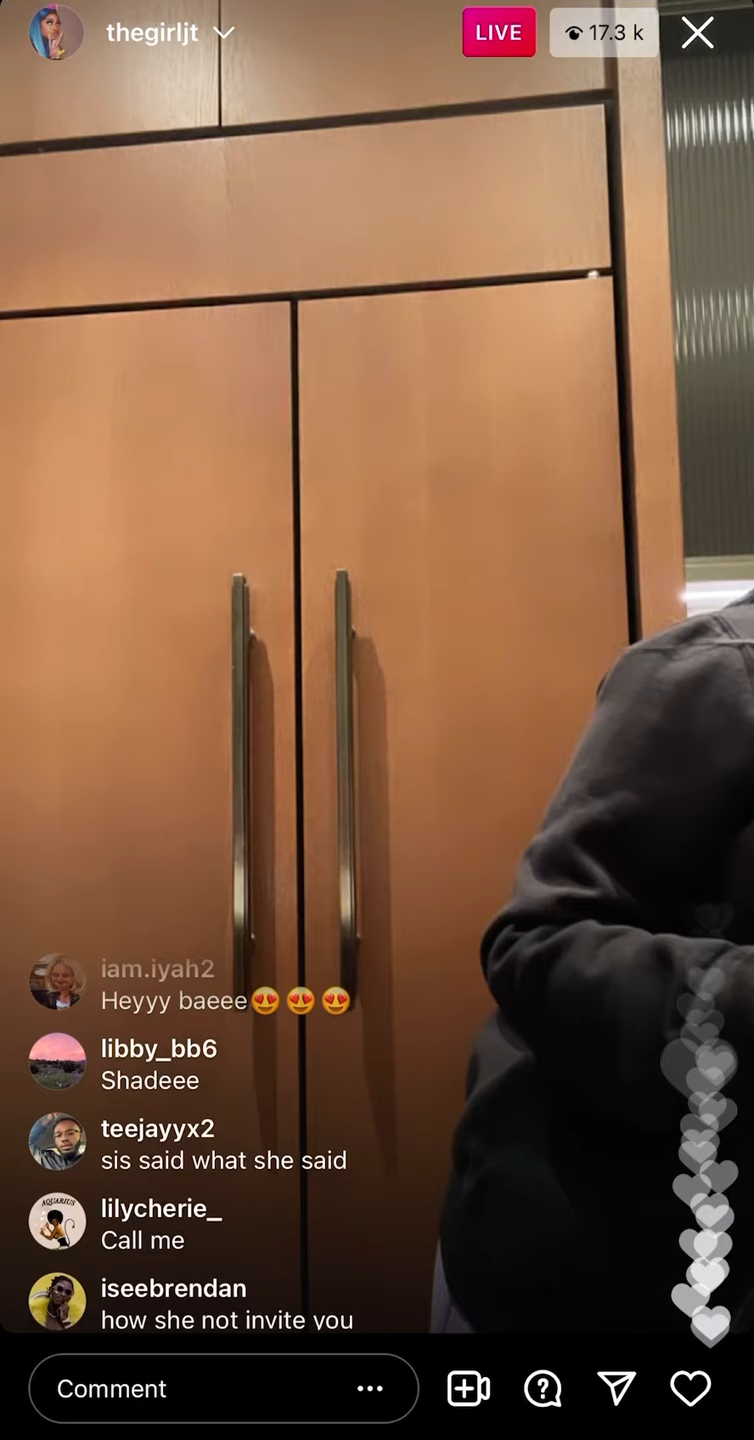 thegirljt
LIVE
17.3 k
iam.iyah2
Heyyy baeee😍😍😍
libby_bb6
Shadeee
teejayyx2
sis said what she said
AQUARIUS
lilycherie_
Call me
iseebrendan
how she not invite you
Comment